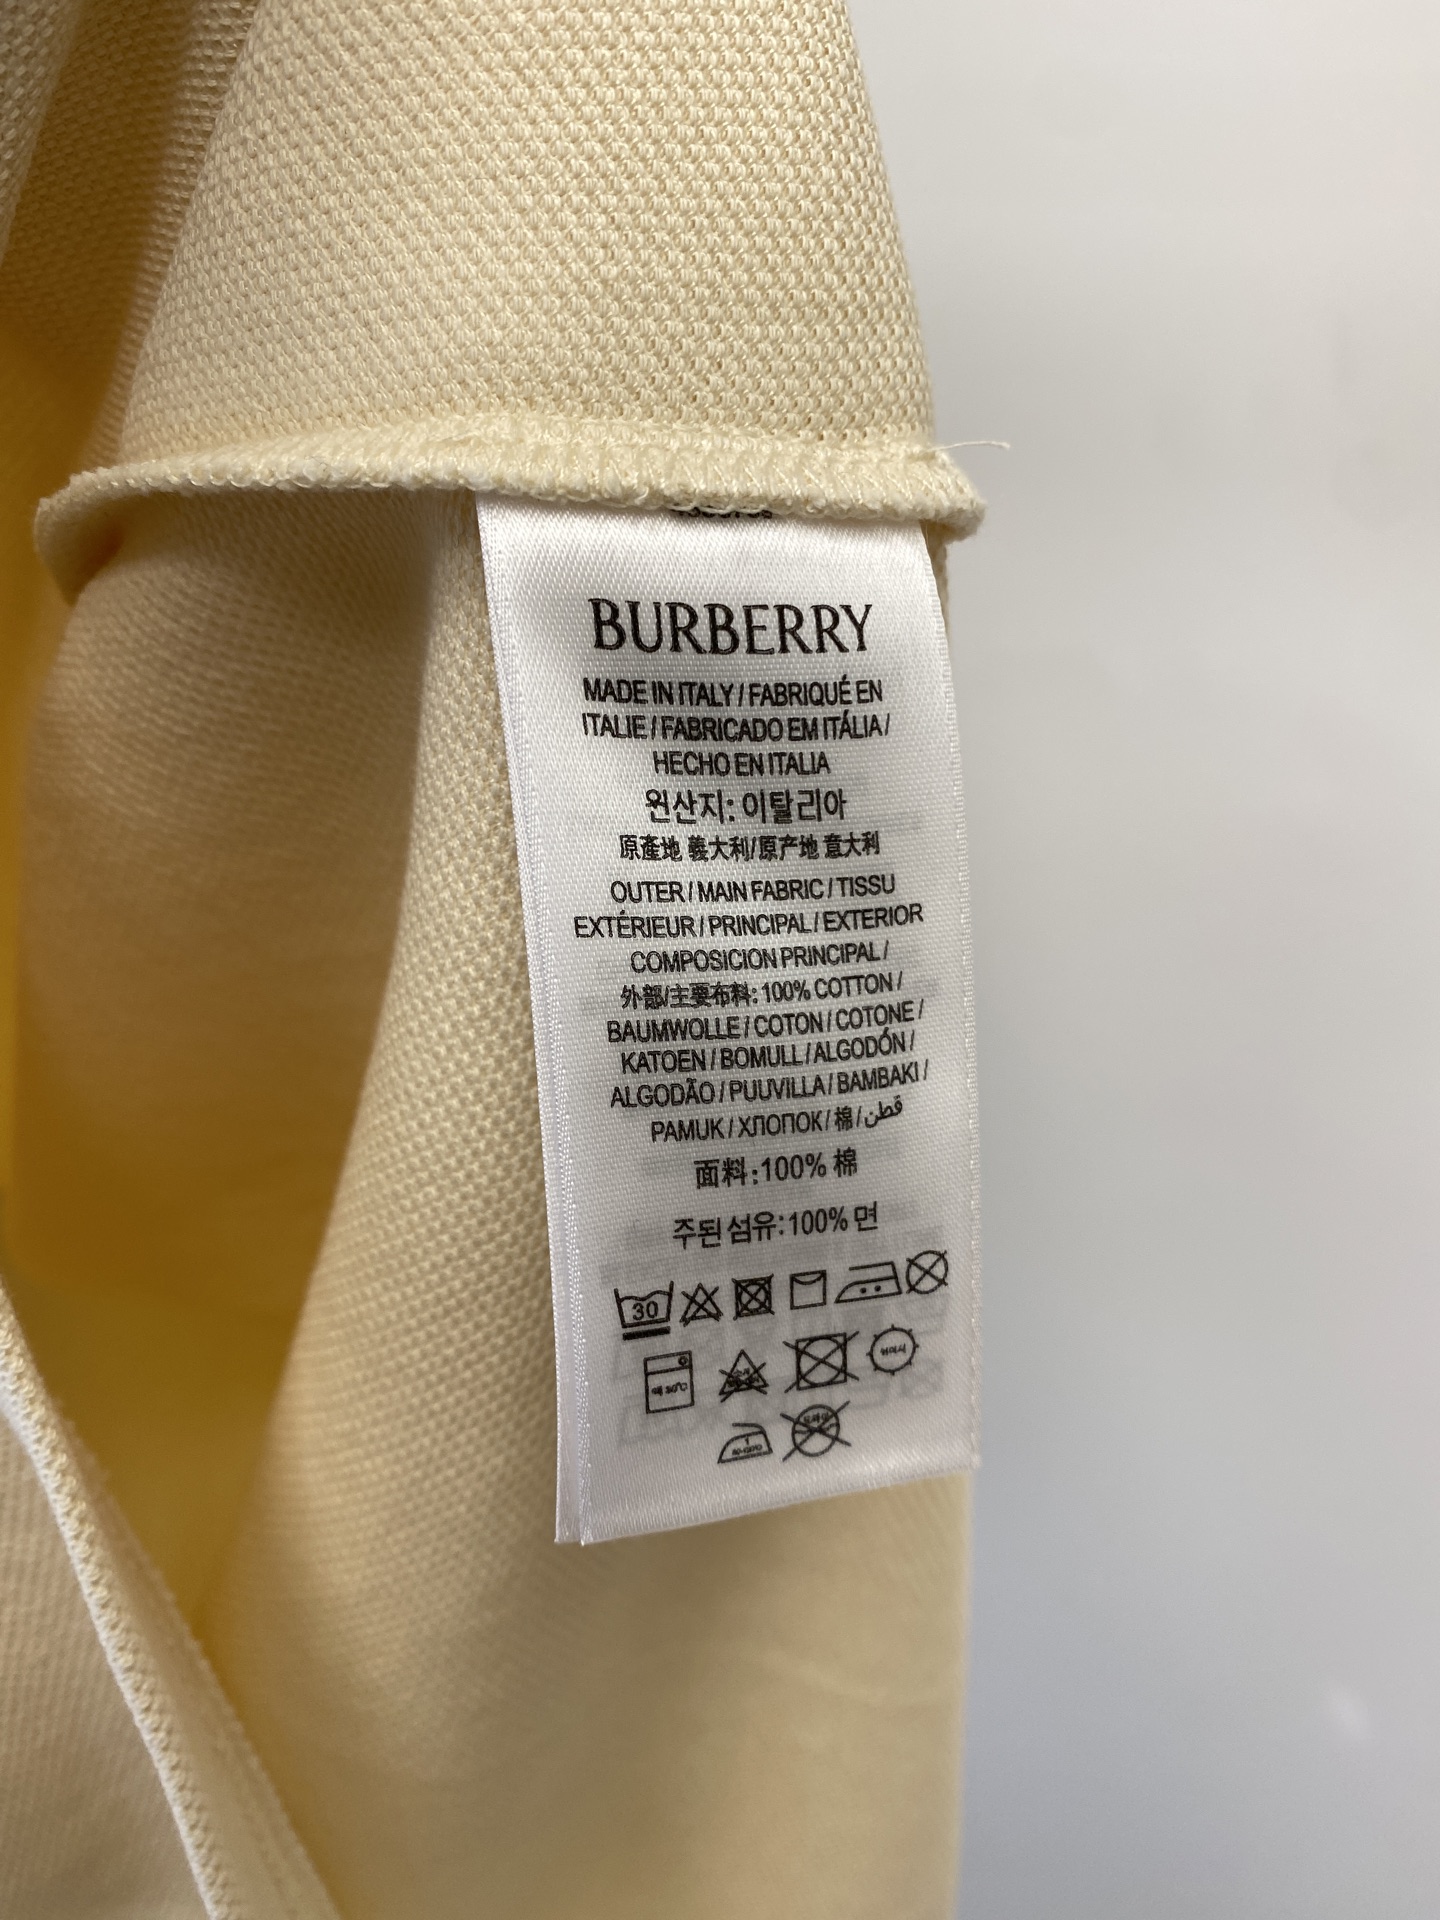 BURBERRY
MADE IN ITALY / FABRIQUÉ EN
ITALIE / FABRICADO EM ITÁLIA /
HECHO EN ITALIA
원산지: 이탈리아
原產地 義大利/原产地 意大利
OUTER / MAIN FABRIC / TISSU
EXTÉRIEUR / PRINCIPAL / EXTERIOR
COMPOSICION PRINCIPAL /
外部/主要布料: 100% COTTON /
BAUMWOLLE / COTON / COTONE /
KATOEN / BOMULL / ALGODÓN /
ALGODÃO / PUUVILLA / BAMBAKI /
PAMUK / ХЛОПОК / 棉 / قطن
面料:100% 棉
주된 섬유:100% 면
30